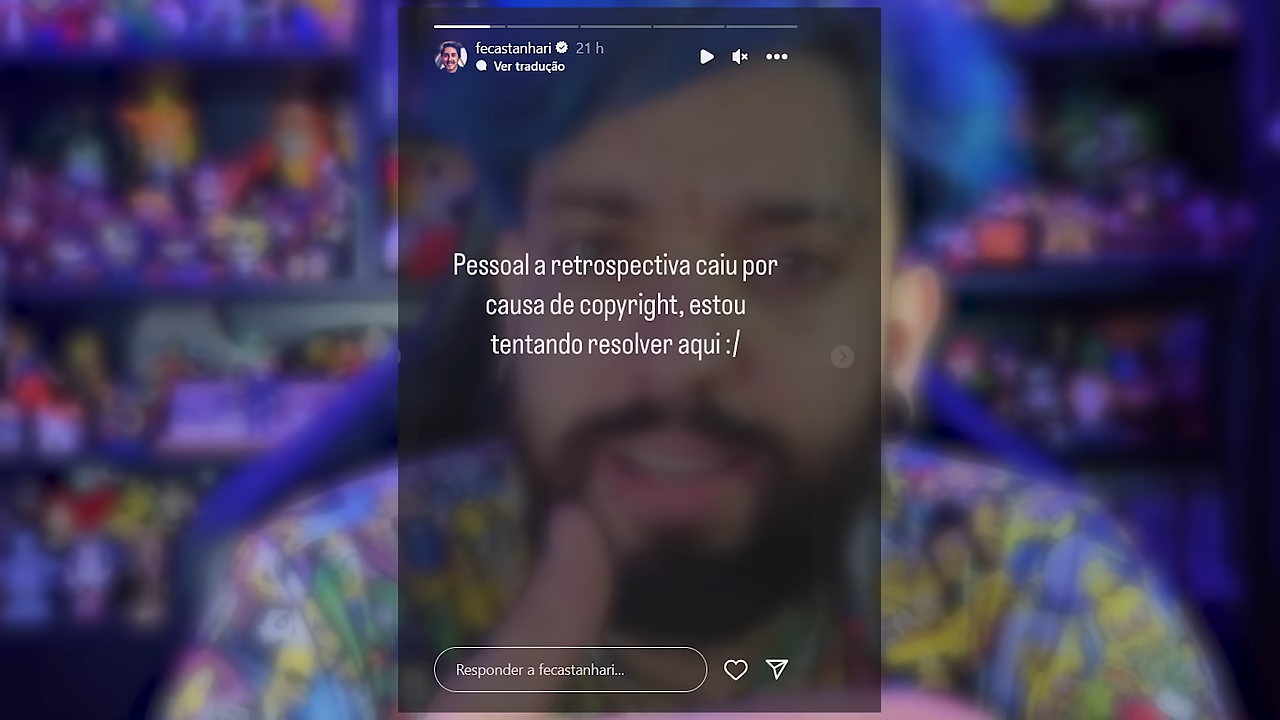 fecastanhari 21 h
Ver tradução
Pessoal a retrospectiva caiu por
causa de copyright, estou
tentando resolver aqui :/
Responder a fecastanhari...